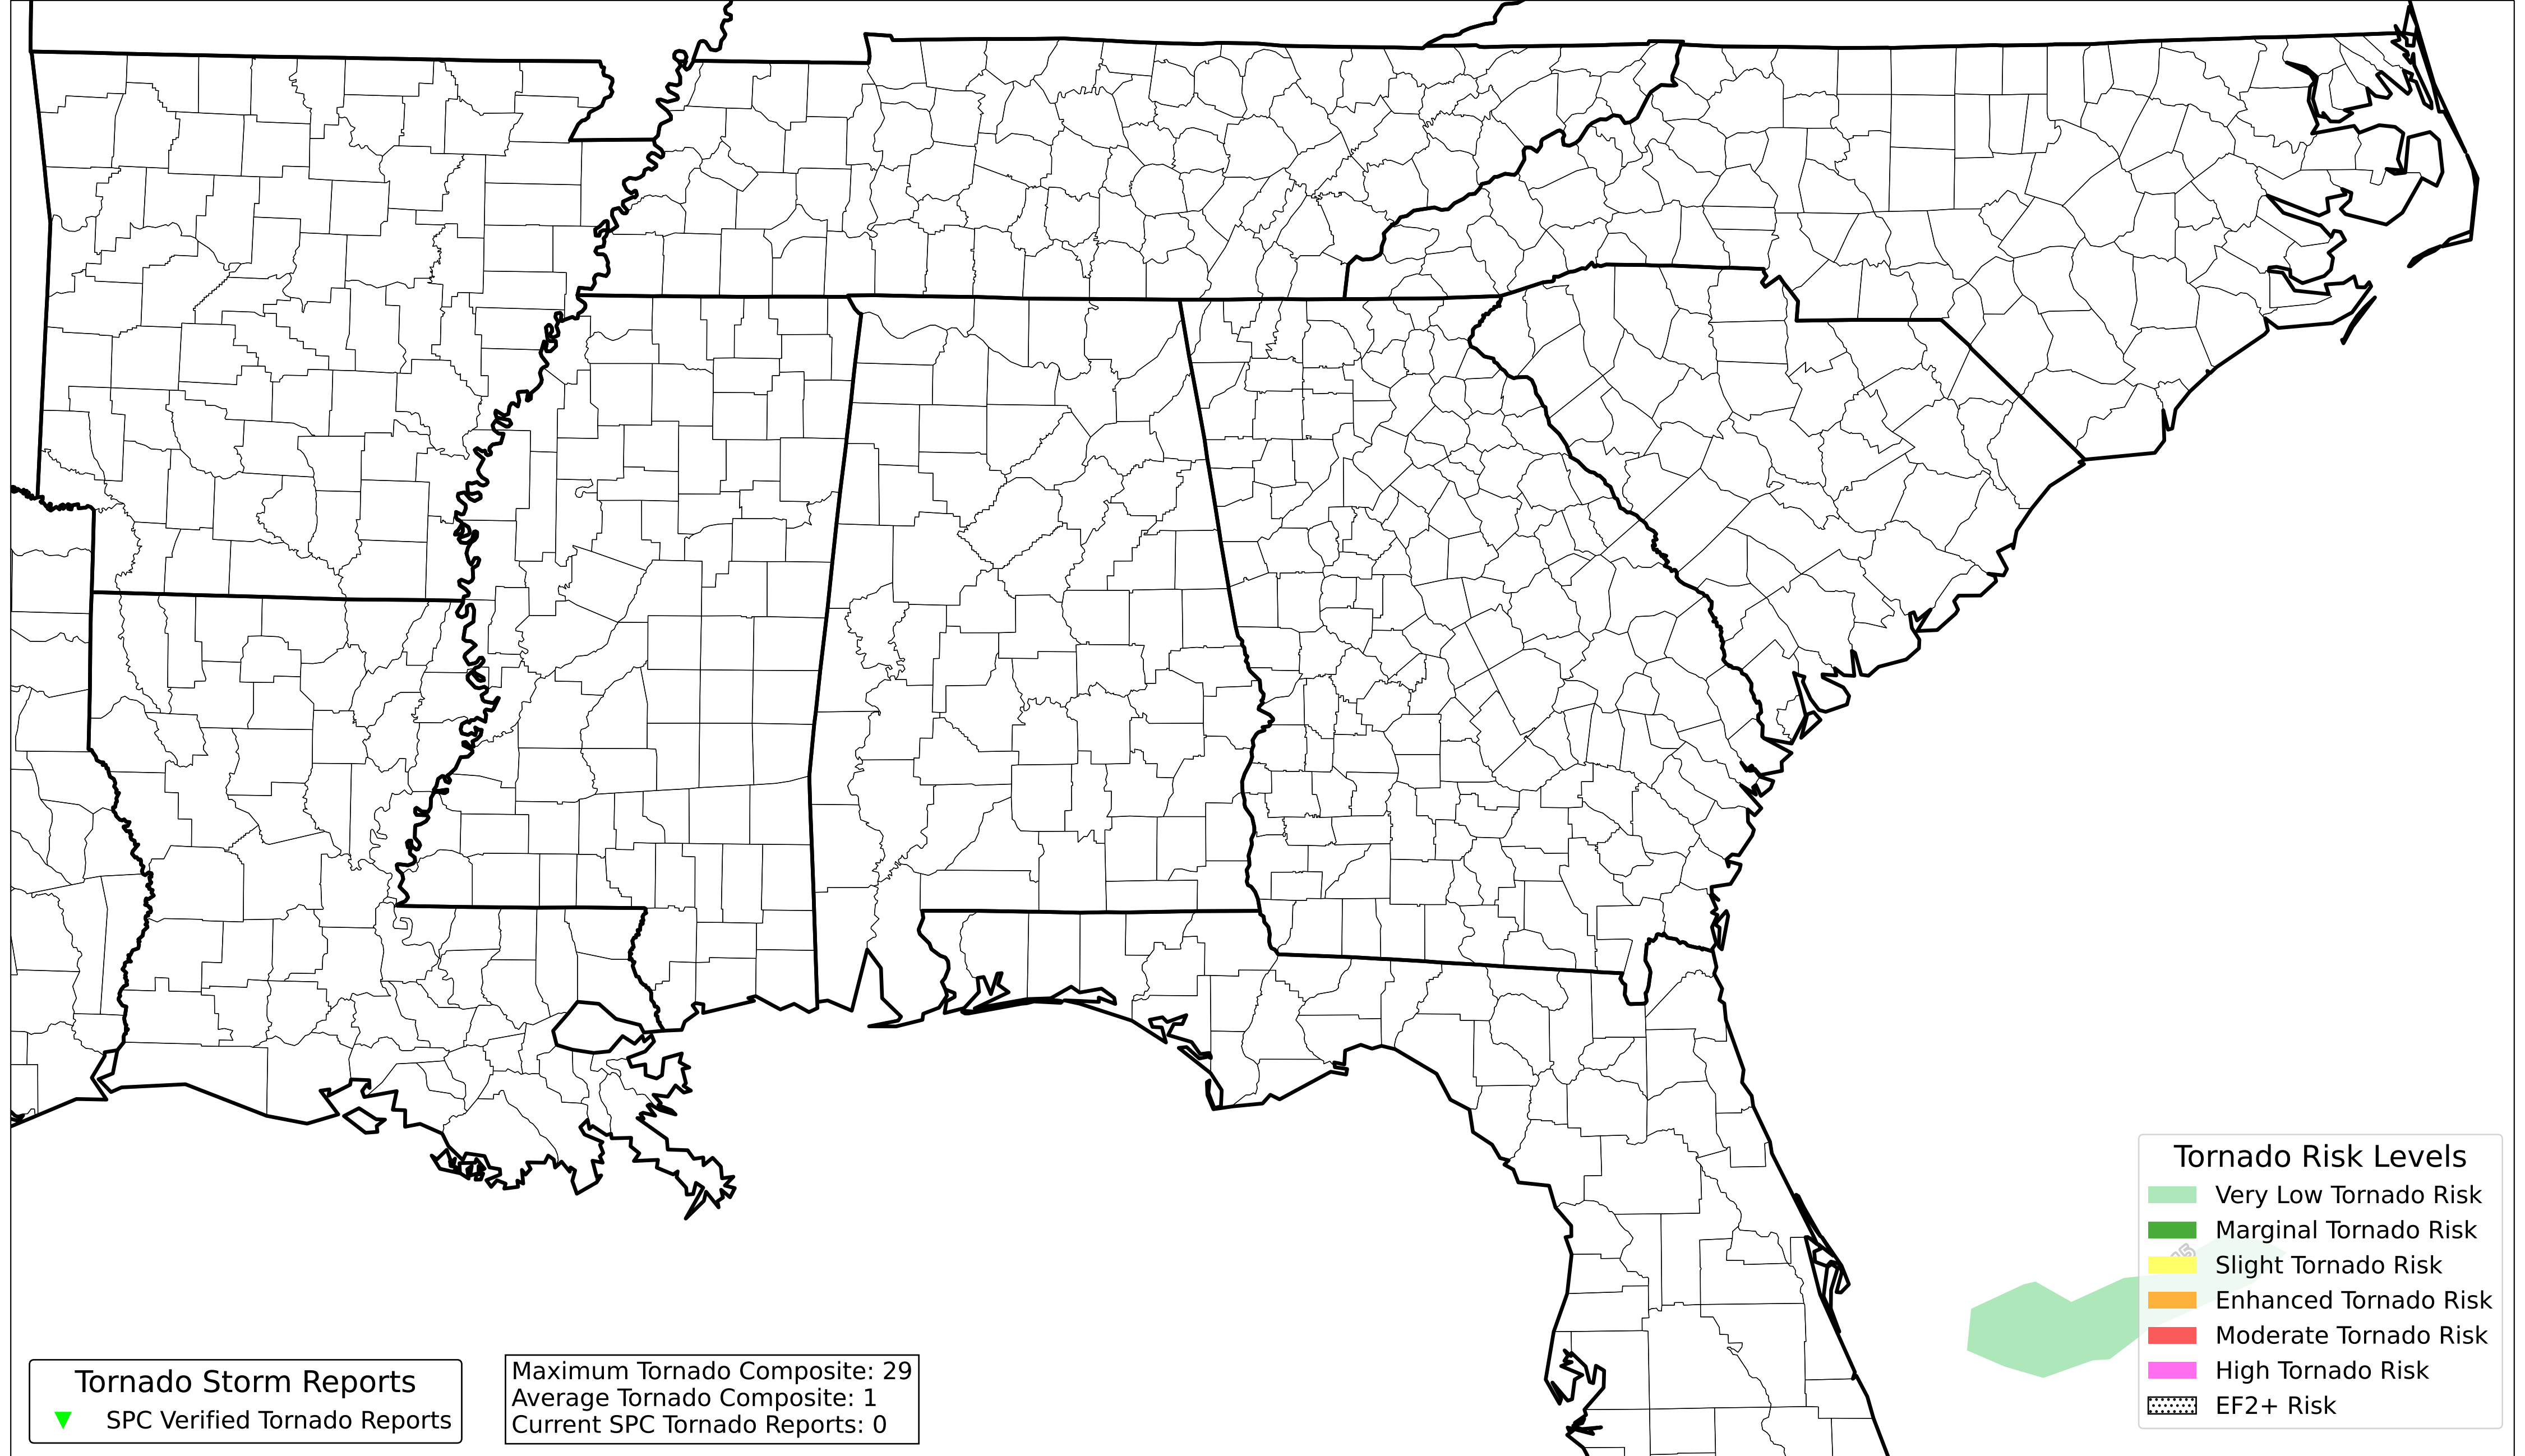 Tornado Risk Levels
Very Low Tornado Risk
Marginal Tornado Risk
Slight Tornado Risk
Enhanced Tornado Risk
Moderate Tornado Risk
High Tornado Risk
EF2+ Risk
Tornado Storm Reports
SPC Verified Tornado Reports
Maximum Tornado Composite: 29
Average Tornado Composite: 1
Current SPC Tornado Reports: 0